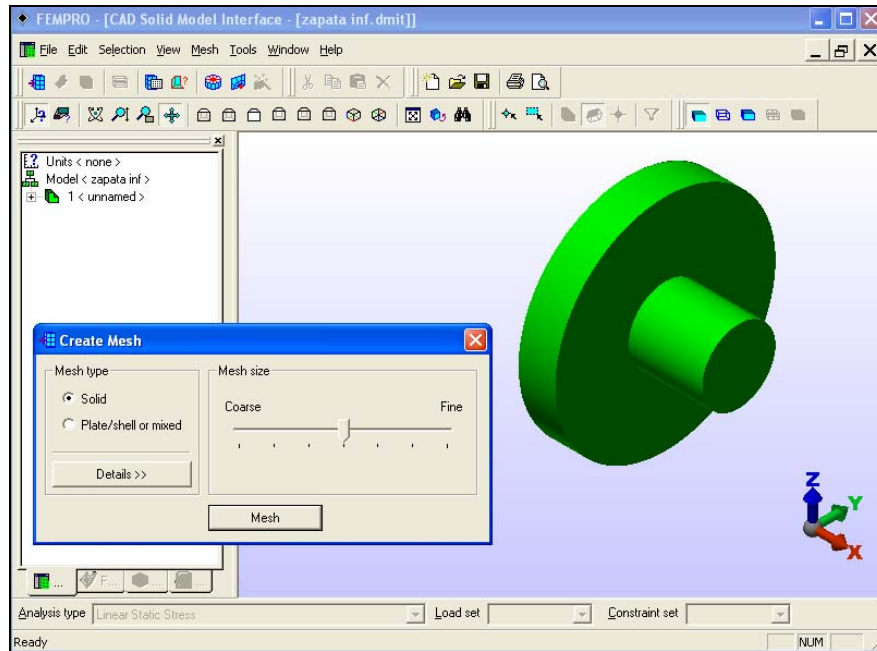 FEMPRO - [CAD Solid Model Interface - [zapata inf.dmit]]
File Edit Selection View Mesh Tools Window Help
Units < none >
Model < zapata inf >
1 < unnamed >
Create Mesh
Mesh type
Mesh size
Solid
Coarse
Fine
Plate/shell or mixed
Details >>
Mesh
Z
Y
X
... F... ... ...
Analysis type Linear Static Stress Load set Constraint set
Ready NUM